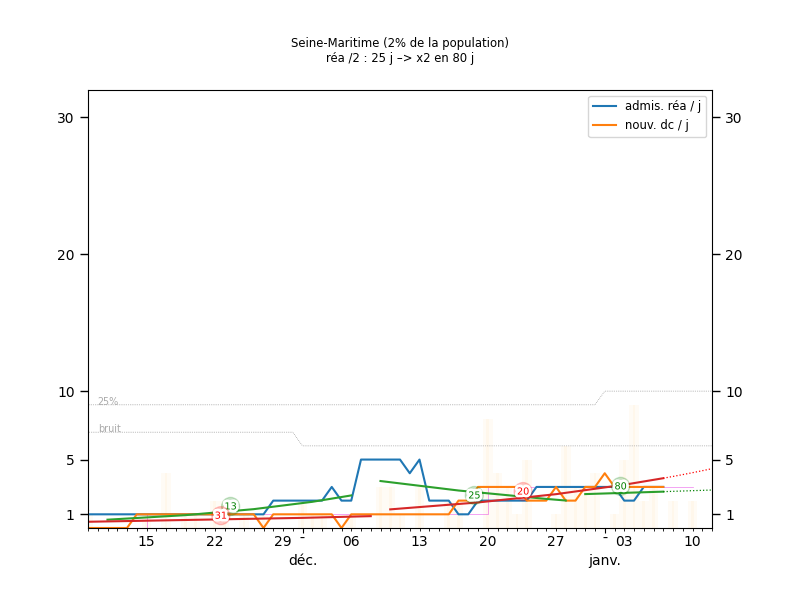 Seine-Maritime (2% de la population)
réa /2 : 25 j –> x2 en 80 j
admis. réa / j
nouv. dc / j
30 30
20 20
10 10
25%
bruit
5 5
13 31 25 20 80
1 1
15 22 29 - 06 13 20 27 - 03 10
déc. janv.